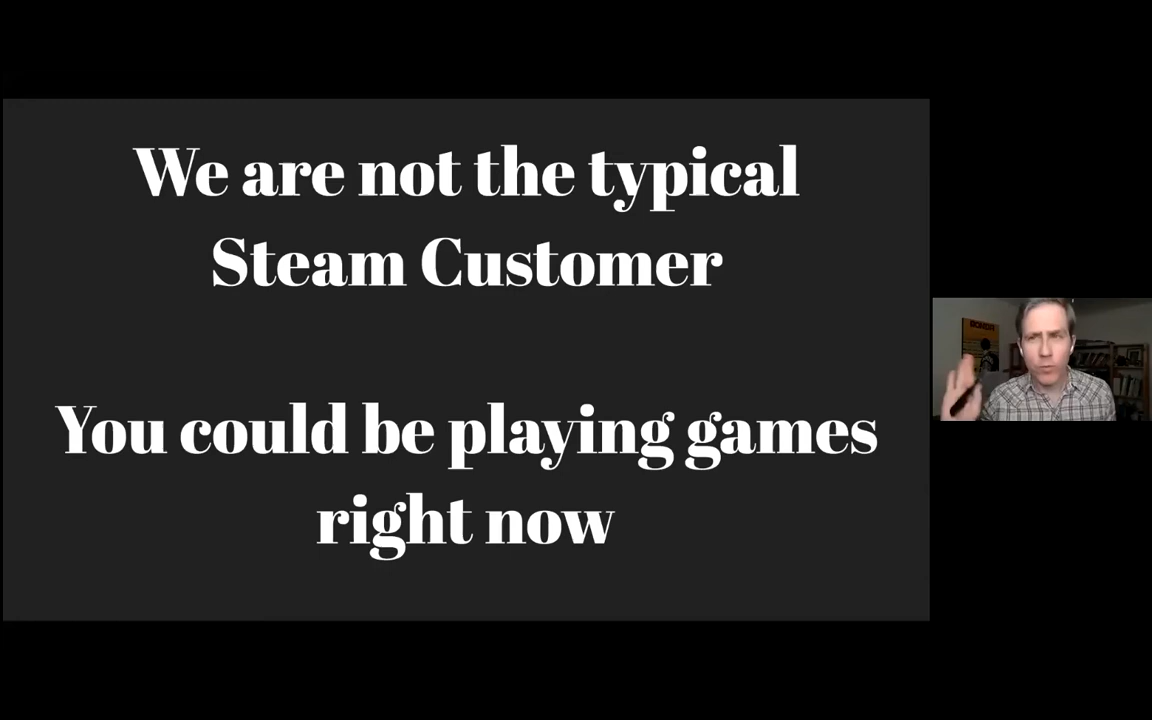 We are not the typical
Steam Customer
You could be playing games
right now